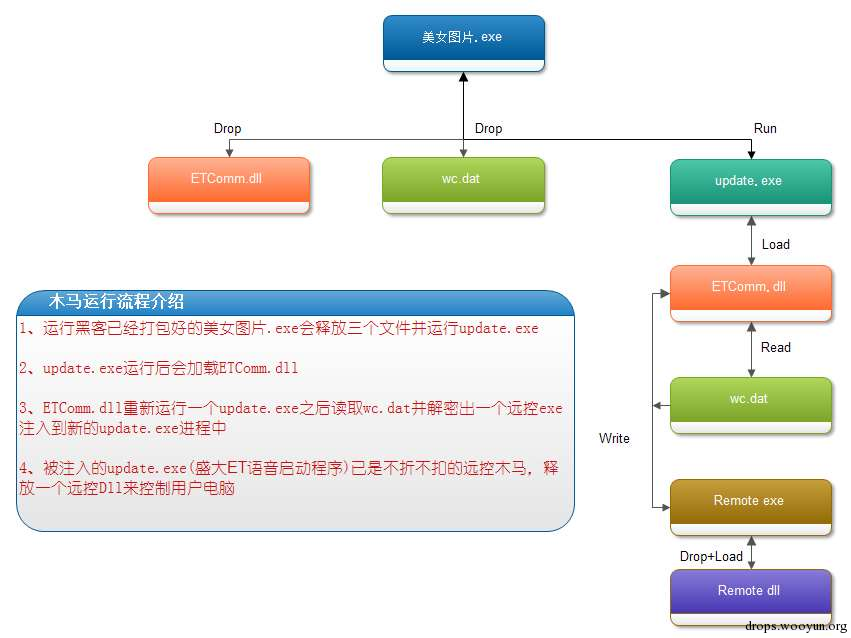 美女图片.exe
Drop
Drop
Run
ETComm.dll
wc.dat
update.exe
Load
ETComm.dll
Read
wc.dat
Write
Remote exe
Drop+Load
Remote dll
木马运行流程介绍
1、运行黑客已经打包好的美女图片.exe会释放三个文件并运行update.exe
2、update.exe运行后会加载ETComm.dll
3、ETComm.dll重新运行一个update.exe之后读取wc.dat并解密出一个远控exe
注入到新的update.exe进程中
4、被注入的update.exe(盛大ET语音启动程序)已是不折不扣的远控木马，释
放一个远控Dll来控制用户电脑
drops.wooyun.org